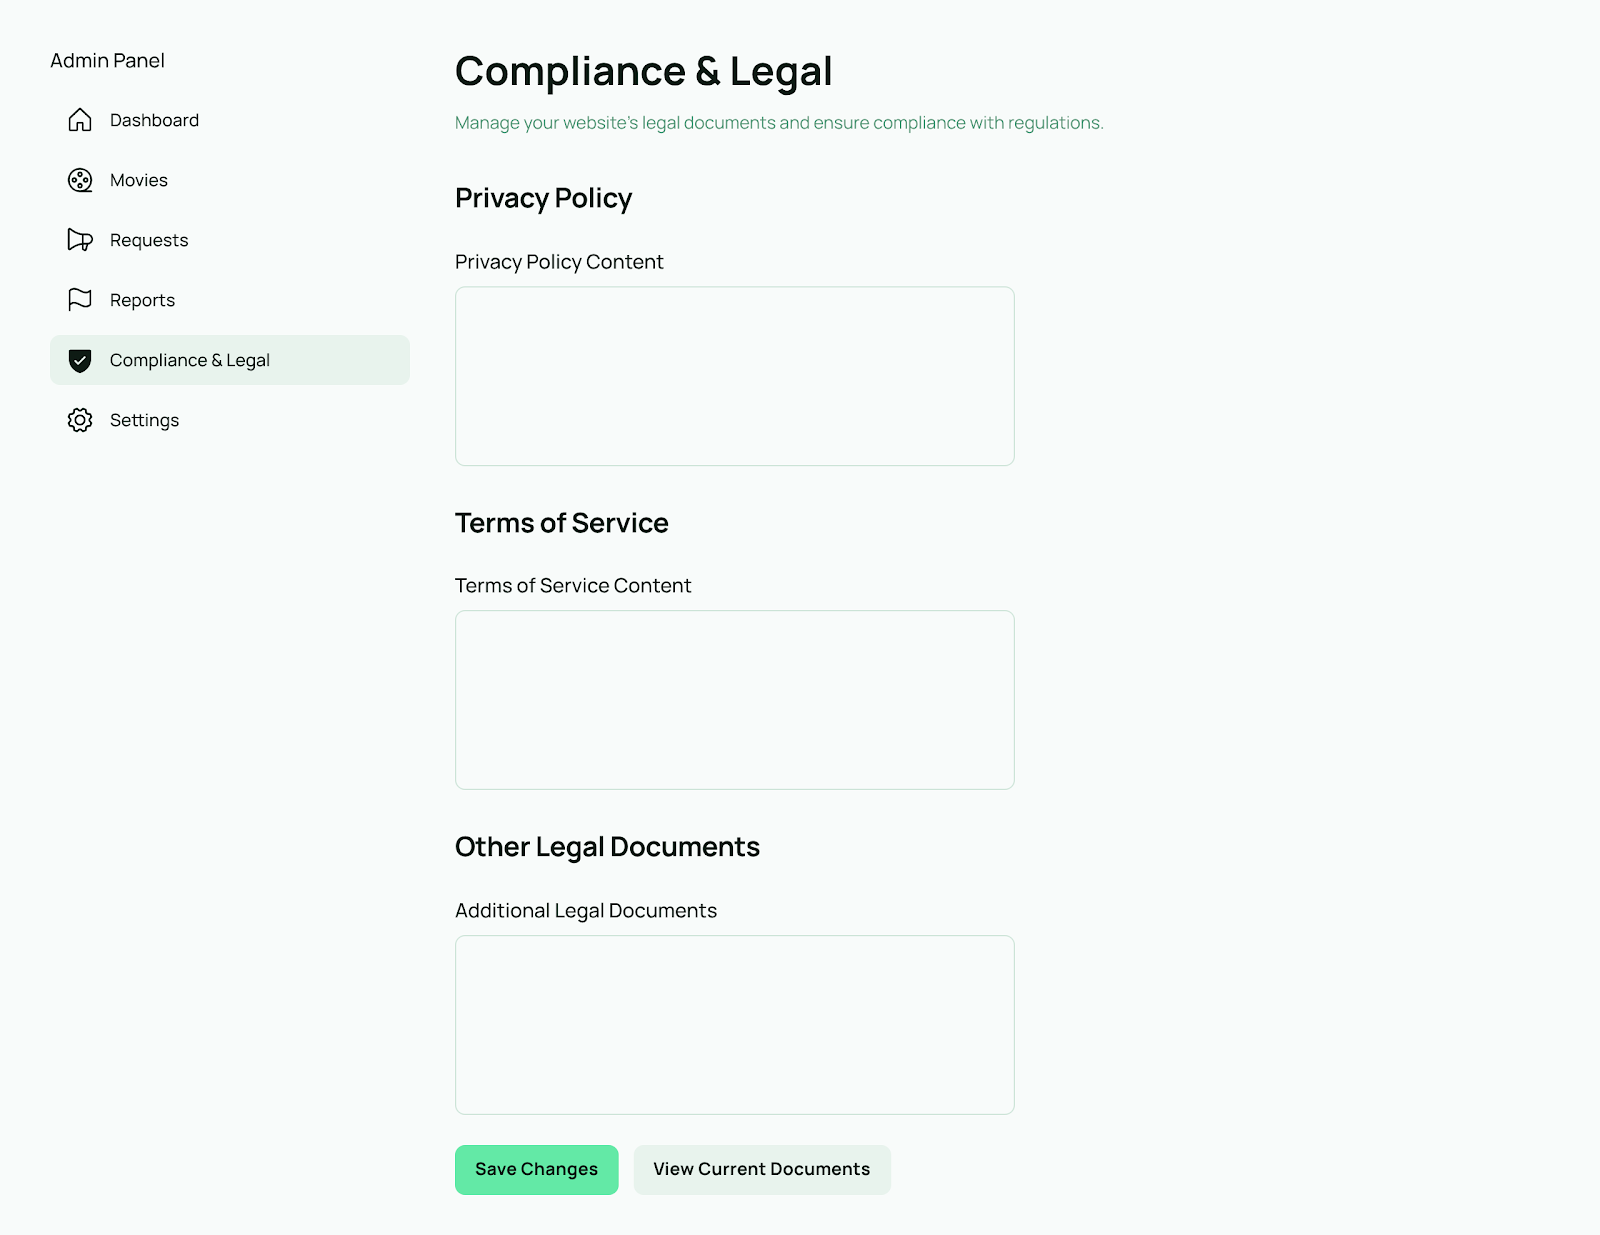 Admin Panel
Dashboard
Movies
Requests
Reports
Compliance & Legal
Settings
Compliance & Legal
Manage your website's legal documents and ensure compliance with regulations.
Privacy Policy
Privacy Policy Content
Terms of Service
Terms of Service Content
Other Legal Documents
Additional Legal Documents
Save Changes
View Current Documents